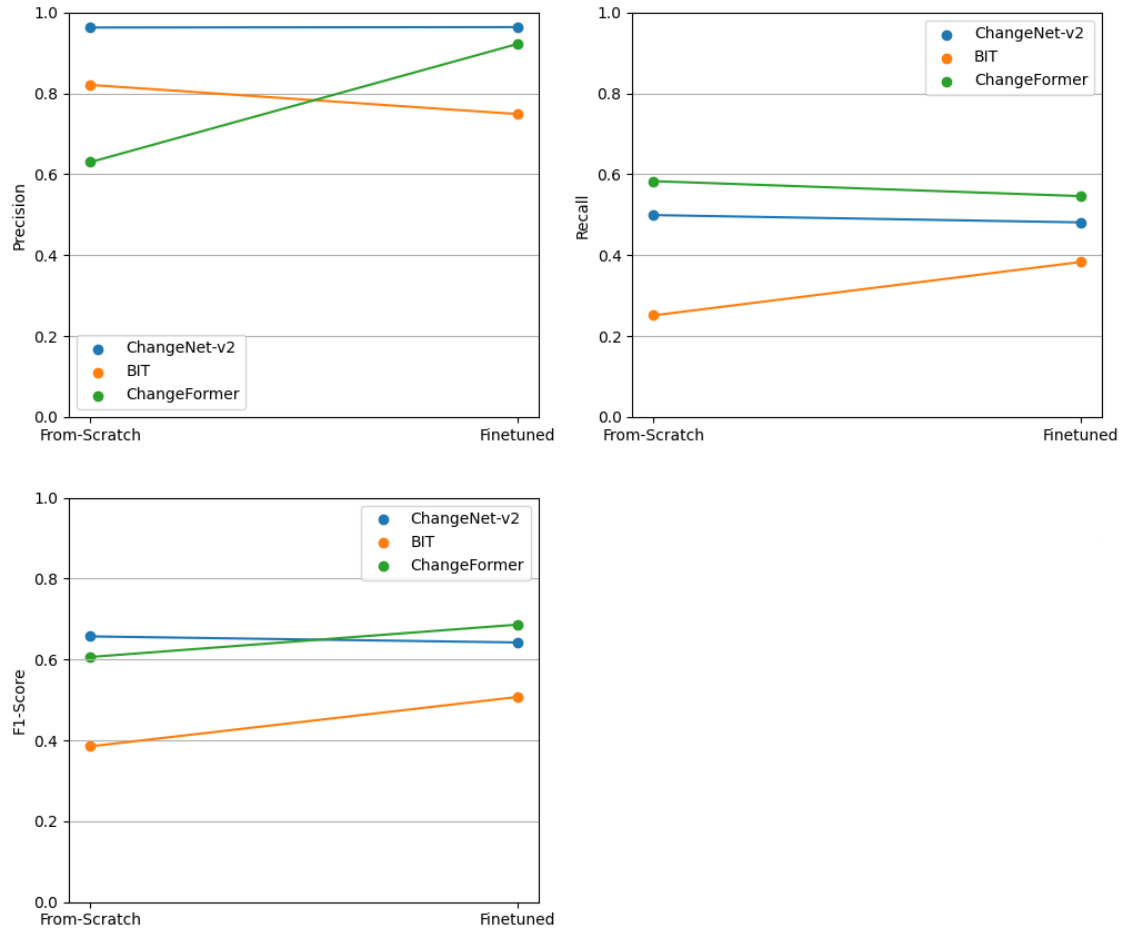 1.0
0.8
0.6
0.4
0.2
0.0
Precision
ChangeNet-v2
BIT
ChangeFormer
From-Scratch
Finetuned
1.0
0.8
0.6
0.4
0.2
0.0
Recall
ChangeNet-v2
BIT
ChangeFormer
From-Scratch
Finetuned
1.0
0.8
0.6
0.4
0.2
0.0
F1-Score
ChangeNet-v2
BIT
ChangeFormer
From-Scratch
Finetuned